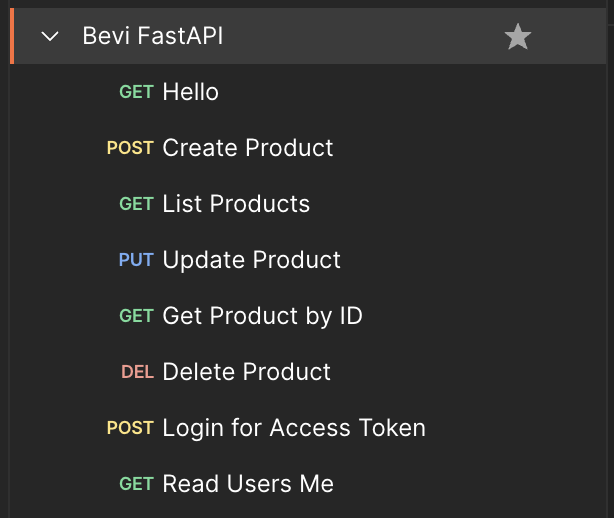 Bevi FastAPI
GET Hello
POST Create Product
GET List Products
PUT Update Product
GET Get Product by ID
DEL Delete Product
POST Login for Access Token
GET Read Users Me